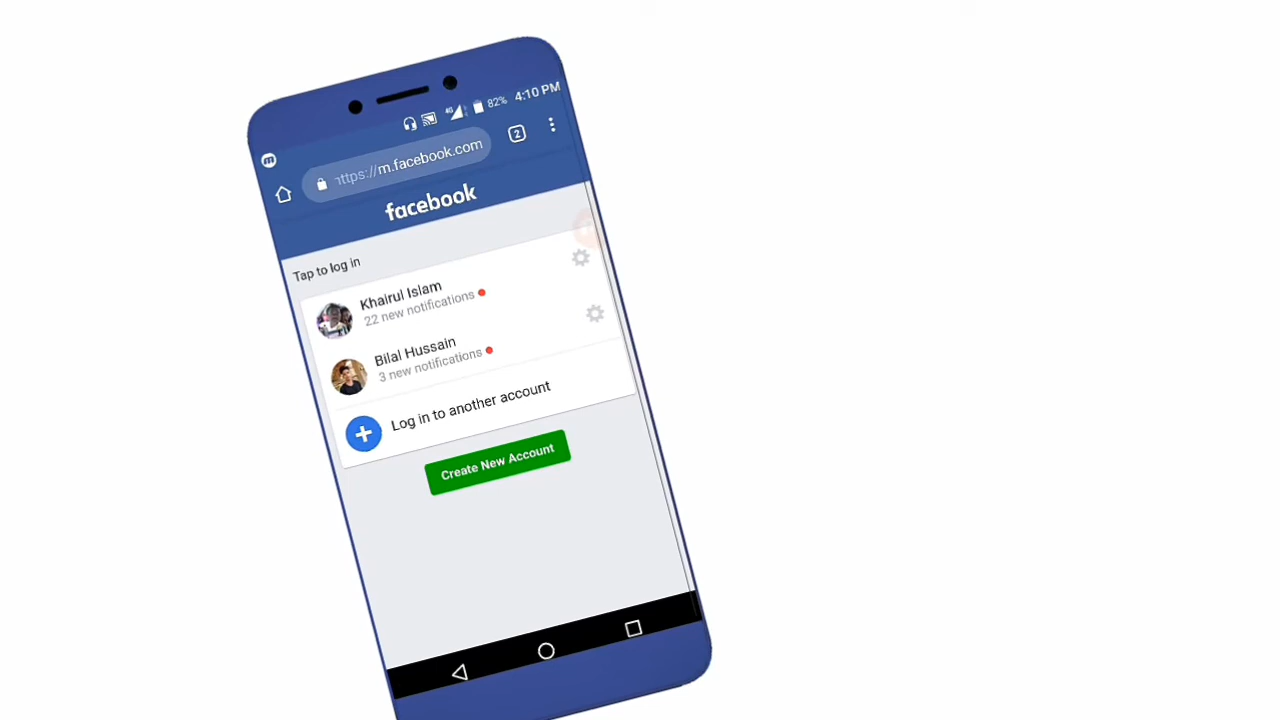 4G 82% 4:10 PM
m
https://m.facebook.com 2
facebook
Tap to log in
Khairul Islam
22 new notifications
Bilal Hussain
3 new notifications
Log in to another account
Create New Account